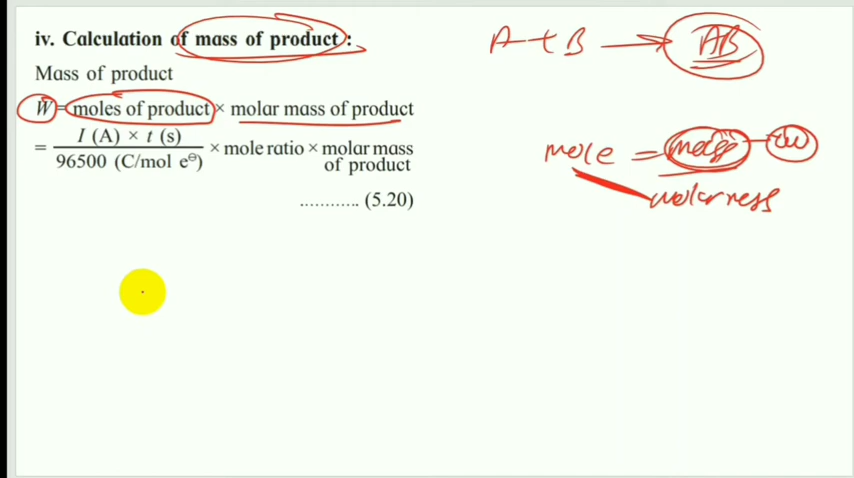 iv. Calculation of mass of product :
Mass of product
W = moles of product × molar mass of product
= I (A) × t (s) / 96500 (C/mol e⊖) × mole ratio × molar mass of product
........... (5.20)
A + B → AB
mole = mass – W
molar mass